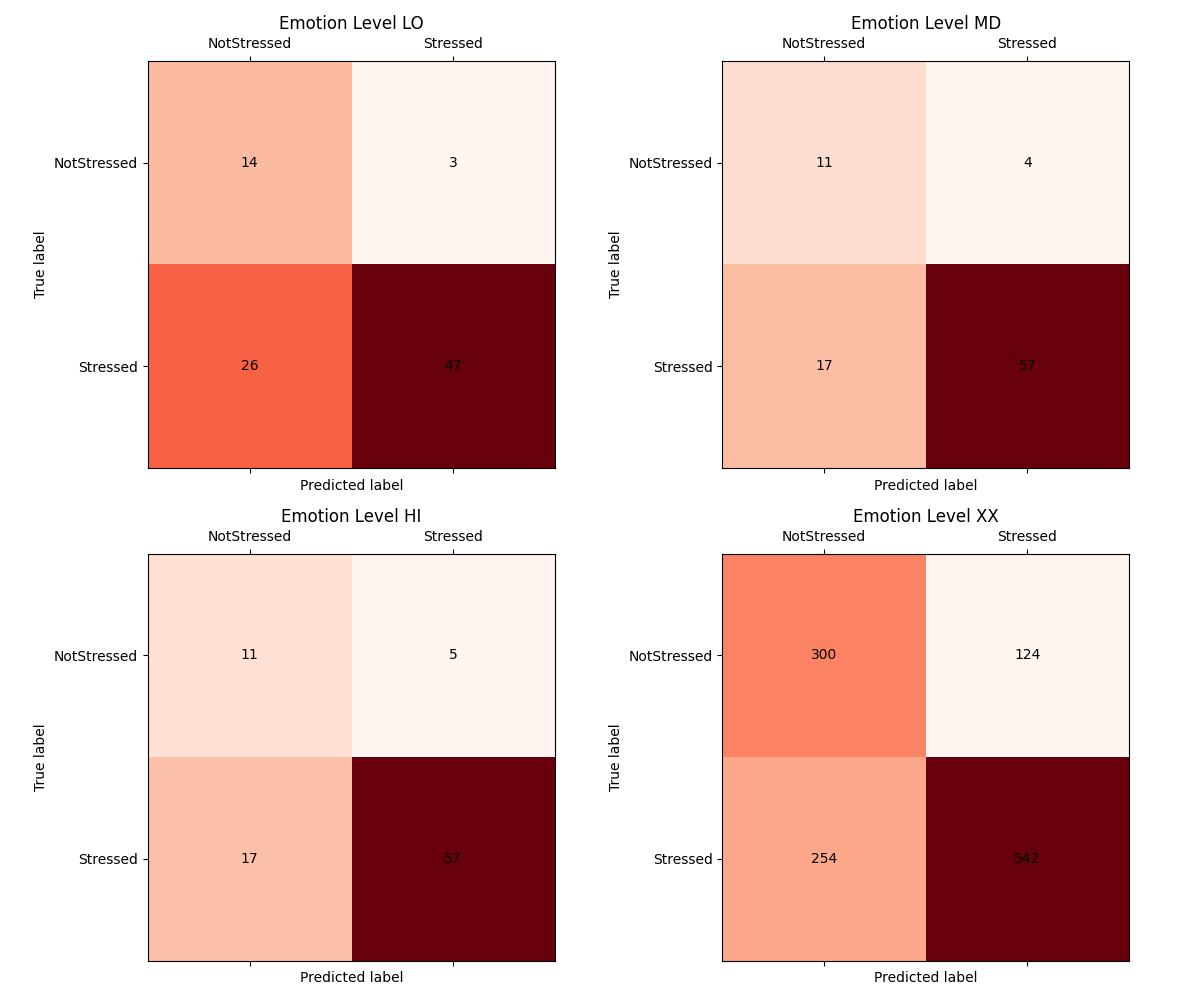 Emotion Level LO
NotStressed Stressed
NotStressed 14 3
True label
Stressed 26 47
Predicted label
Emotion Level MD
NotStressed Stressed
NotStressed 11 4
True label
Stressed 17 57
Predicted label
Emotion Level HI
NotStressed Stressed
NotStressed 11 5
True label
Stressed 17 57
Predicted label
Emotion Level XX
NotStressed Stressed
NotStressed 300 124
True label
Stressed 254 542
Predicted label